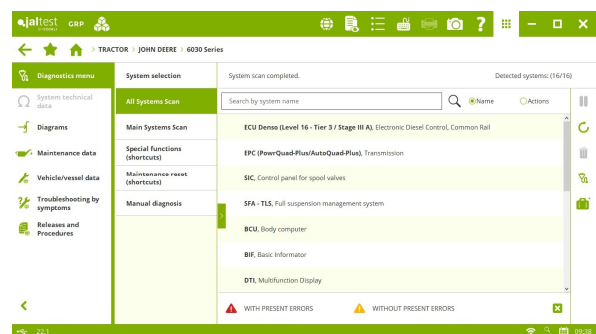 jaltest GRP
TRACTOR > JOHN DEERE > 6030 Series
Diagnostics menu
System technical
data
Diagrams
Maintenance data
Vehicle/vessel data
Troubleshooting by
symptoms
Releases and
Procedures
System selection
All Systems Scan
Main Systems Scan
Special functions
(shortcuts)
Maintenance reset
(shortcuts)
Manual diagnosis
System scan completed. Detected systems: (16/16)
Search by system name Name Actions
ECU Denso (Level 16 - Tier 3 / Stage III A), Electronic Diesel Control, Common Rail
EPC (PowrQuad-Plus/AutoQuad-Plus), Transmission
SIC, Control panel for spool valves
SFA - TLS, Full suspension management system
BCU, Body computer
BIF, Basic Informator
DTI, Multifunction Display
WITH PRESENT ERRORS WITHOUT PRESENT ERRORS
22.1 09:38